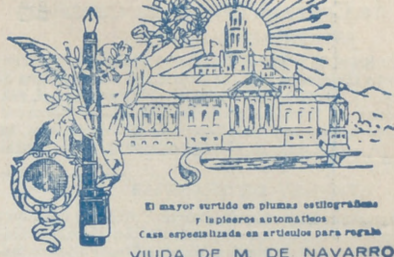 El mayor surtido en plumas estilográficas
y lapiceros automáticos
Casa especializada en artículos para regalo
VIUDA DE M. DE NAVARRO